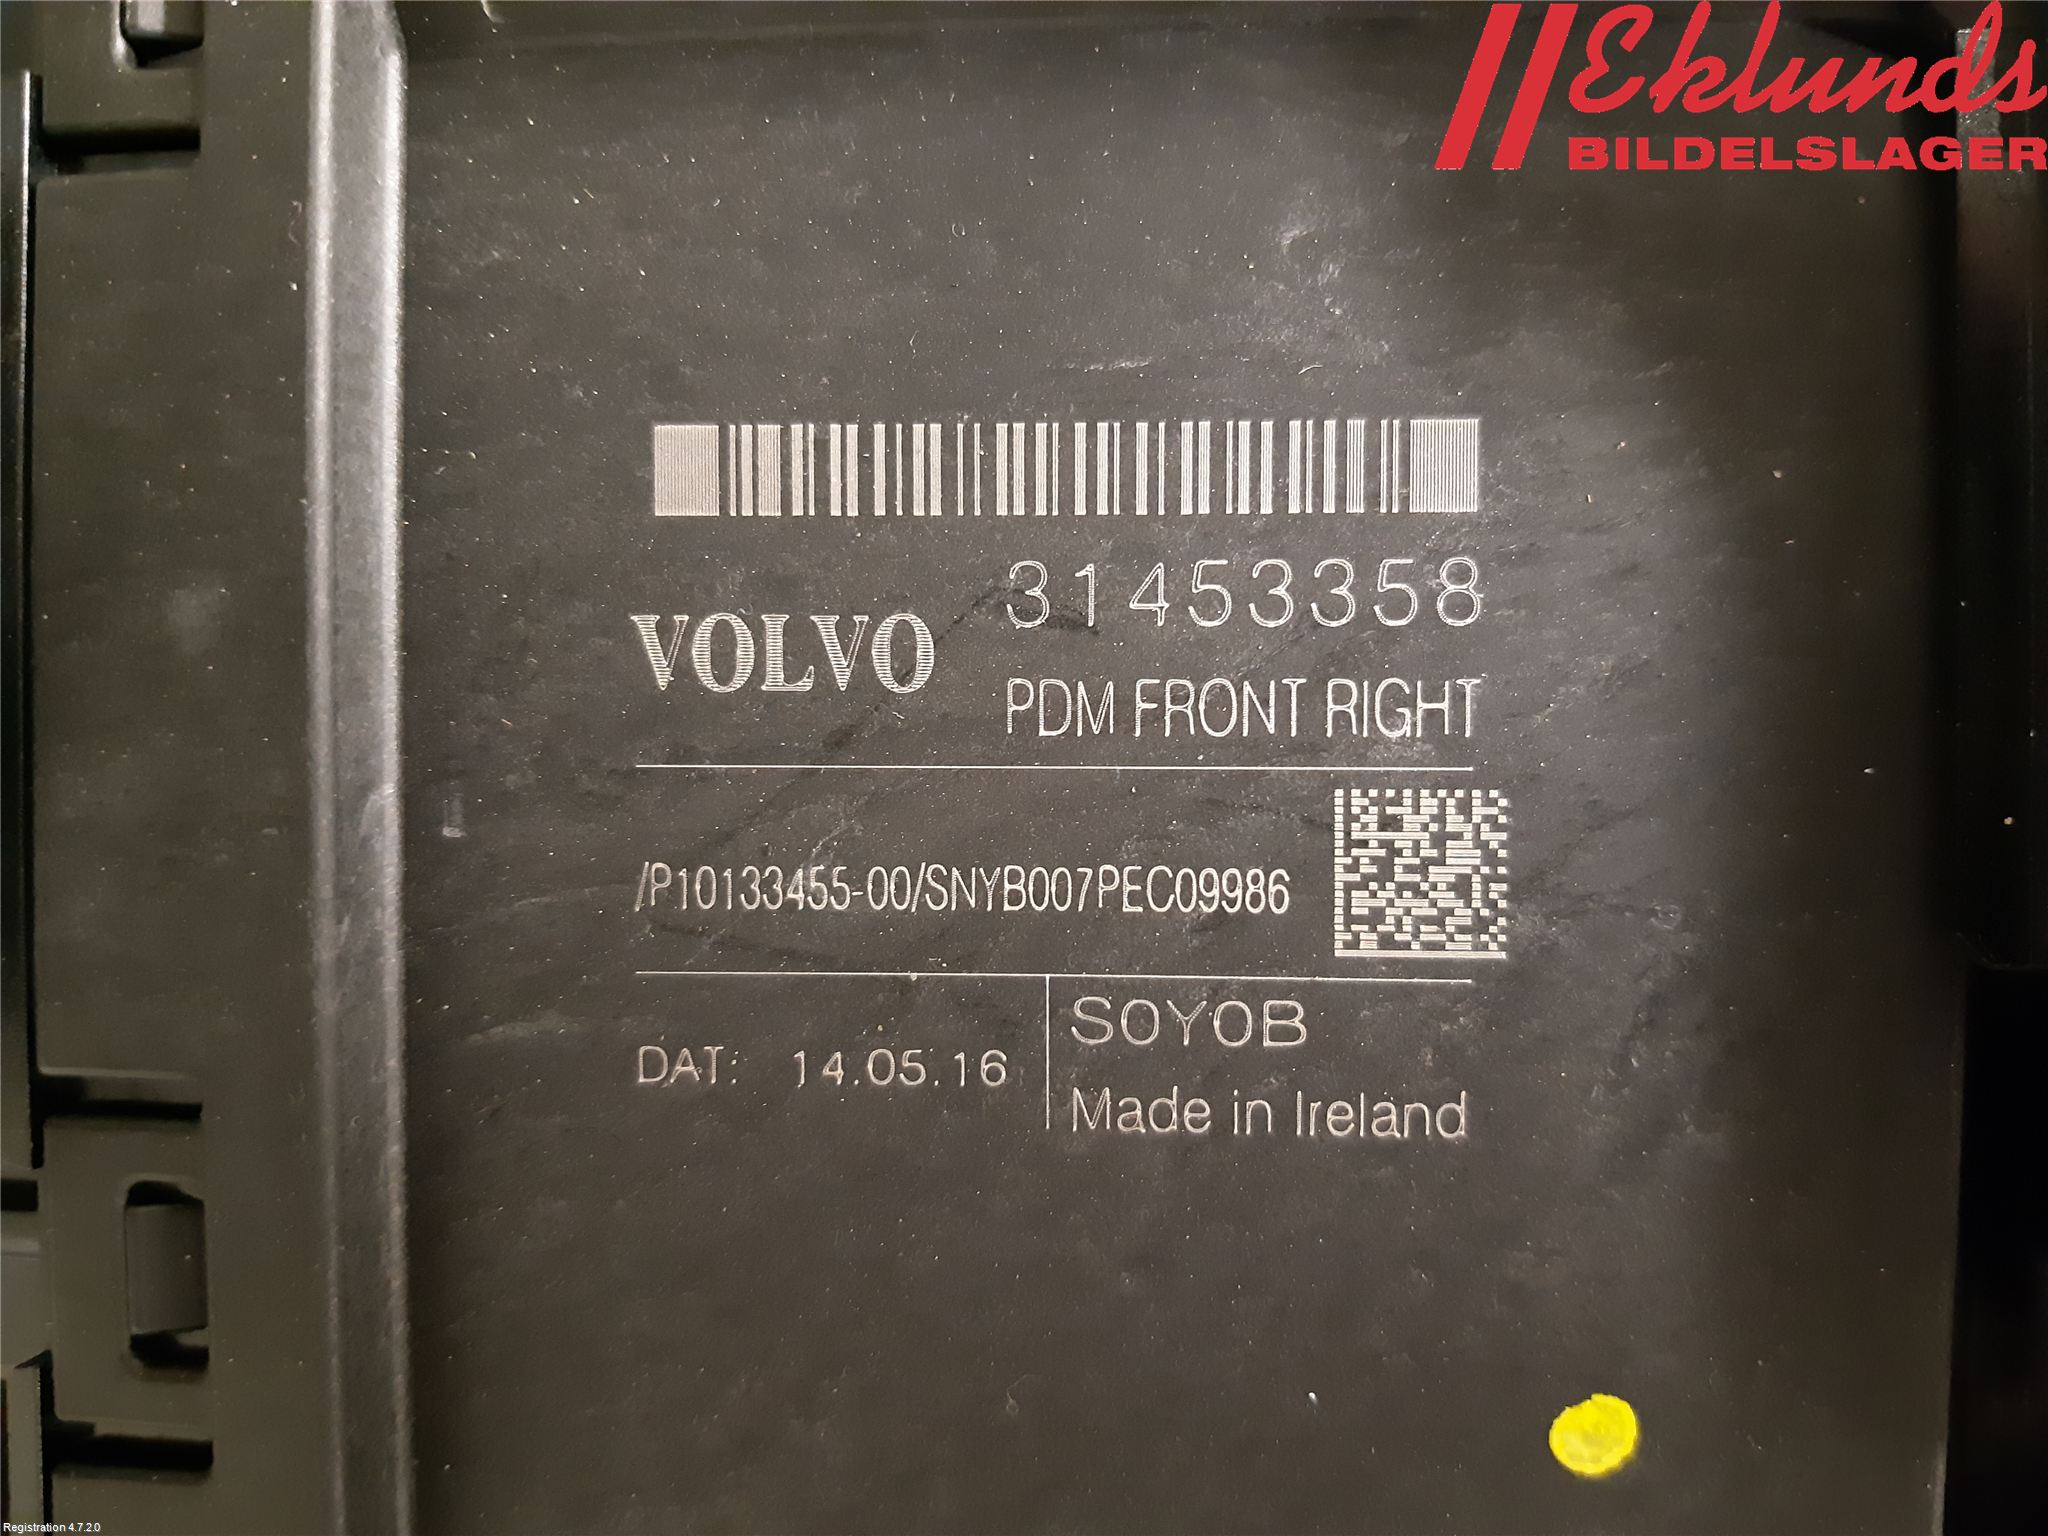 Eklunds
BILDELSLAGER
31453358
VOLVO
PDM FRONT RIGHT
/P10133455-00/SNYB007PEC09986
SOYOB
DAT: 14.05.16
Made in Ireland
Registration 4.7.2.0